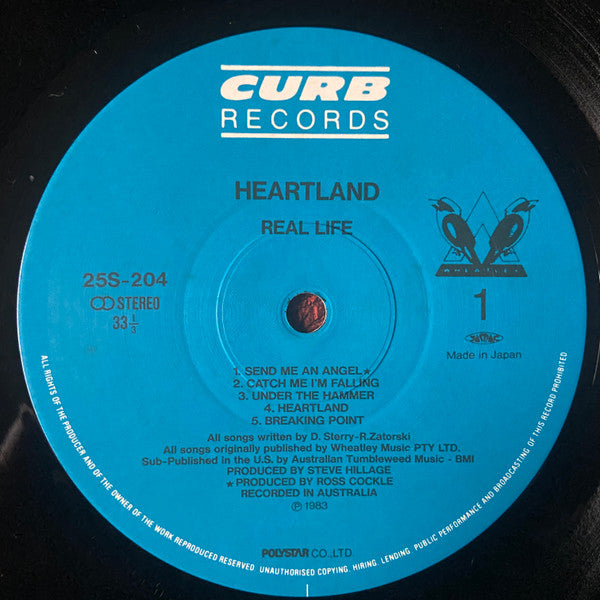 CURB
RECORDS
HEARTLAND
REAL LIFE
WHEATLEY
25S-204
STEREO
33 1/3
1
Made in Japan
1. SEND ME AN ANGEL★
2. CATCH ME I'M FALLING
3. UNDER THE HAMMER
4. HEARTLAND
5. BREAKING POINT
All songs written by D. Sterry-R.Zatorski
All songs originally published by Wheatley Music PTY LTD.
Sub-Published in the U.S. by Australian Tumbleweed Music - BMI
PRODUCED BY STEVE HILLAGE
★ PRODUCED BY ROSS COCKLE
RECORDED IN AUSTRALIA
Ⓟ 1983
POLYSTAR CO., LTD.
ALL RIGHTS OF THE PRODUCER AND OF THE OWNER OF THE WORK REPRODUCED RESERVED. UNAUTHORISED COPYING. HIRING. LENDING. PUBLIC PERFORMANCE AND BROADCASTING OF THIS RECORD PROHIBITED